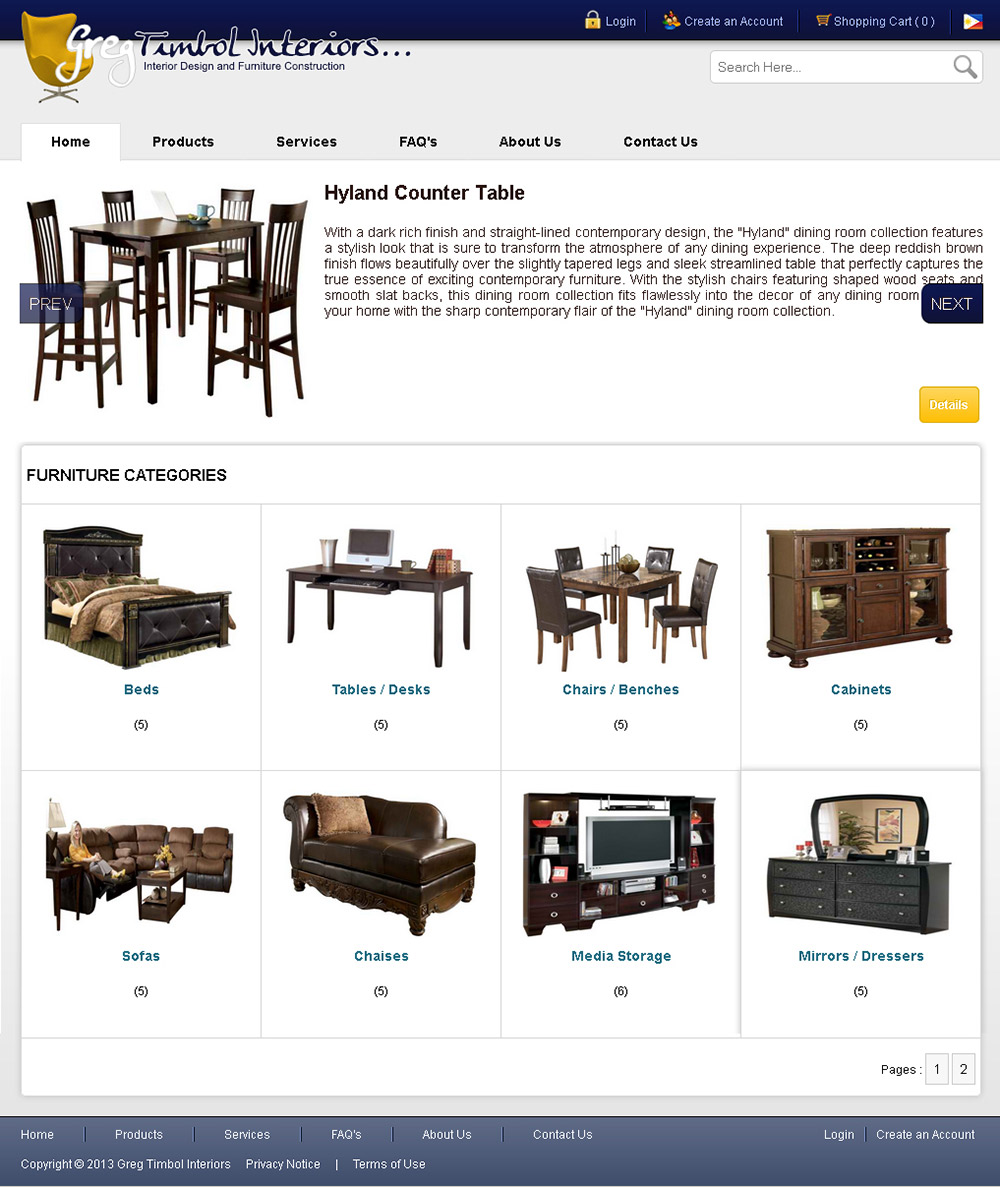 Login
Create an Account
Shopping Cart ( 0 )
Greg Timbol Interiors...
Interior Design and Furniture Construction
Search Here...
Home
Products
Services
FAQ's
About Us
Contact Us
Hyland Counter Table
With a dark rich finish and straight-lined contemporary design, the "Hyland" dining room collection features
a stylish look that is sure to transform the atmosphere of any dining experience. The deep reddish brown
finish flows beautifully over the slightly tapered legs and sleek streamlined table that perfectly captures the
true essence of exciting contemporary furniture. With the stylish chairs featuring shaped wood seats and
smooth slat backs, this dining room collection fits flawlessly into the decor of any dining room
your home with the sharp contemporary flair of the "Hyland" dining room collection.
PREV
NEXT
Details
FURNITURE CATEGORIES
Beds
(5)
Tables / Desks
(5)
Chairs / Benches
(5)
Cabinets
(5)
Sofas
(5)
Chaises
(5)
Media Storage
(6)
Mirrors / Dressers
(5)
Pages :
1
2
Home
Products
Services
FAQ's
About Us
Contact Us
Login
Create an Account
Copyright © 2013 Greg Timbol Interiors
Privacy Notice
|
Terms of Use